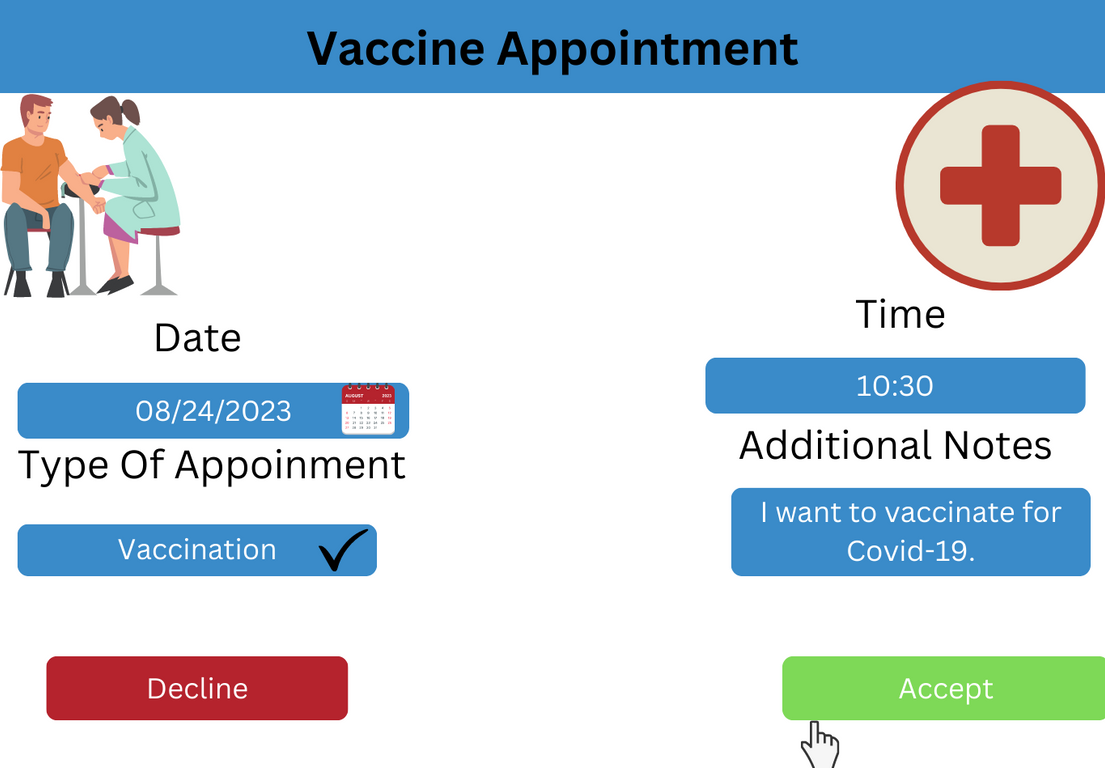 Vaccine Appointment
Date
08/24/2023
AUGUST 2023
Type Of Appoinment
Vaccination
Time
10:30
Additional Notes
I want to vaccinate for
Covid-19.
Decline
Accept